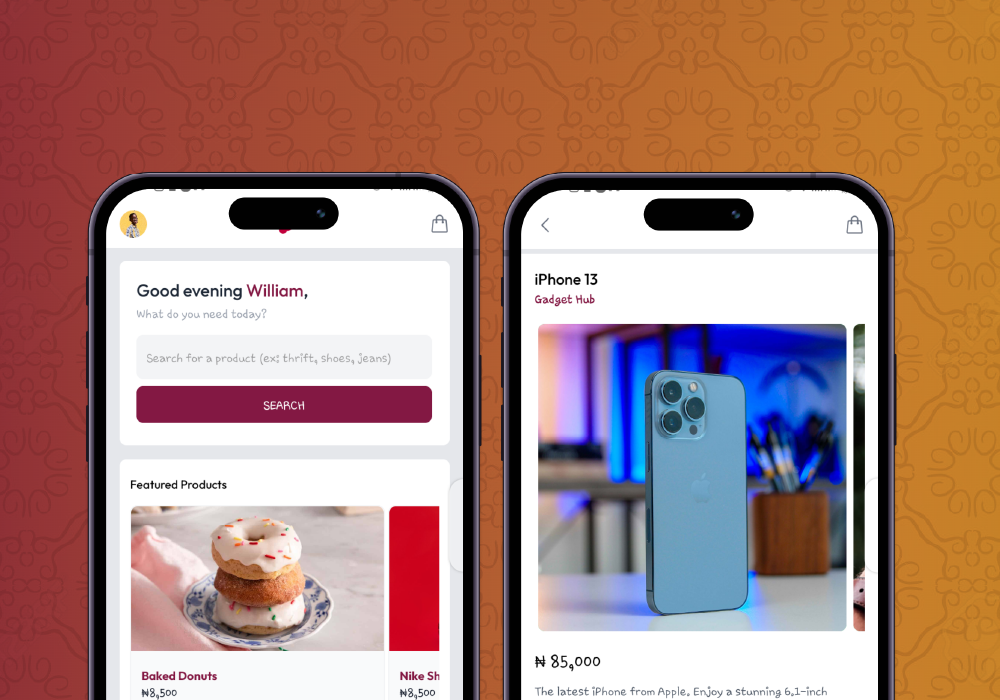 Good evening William,
What do you need today?
Search for a product (ex: thrift, shoes, jeans)
SEARCH
Featured Products
Baked Donuts
₦8,500
Nike Sh
₦8,500
iPhone 13
Gadget Hub
₦ 85,000
The latest iPhone from Apple. Enjoy a stunning 6.1-inch